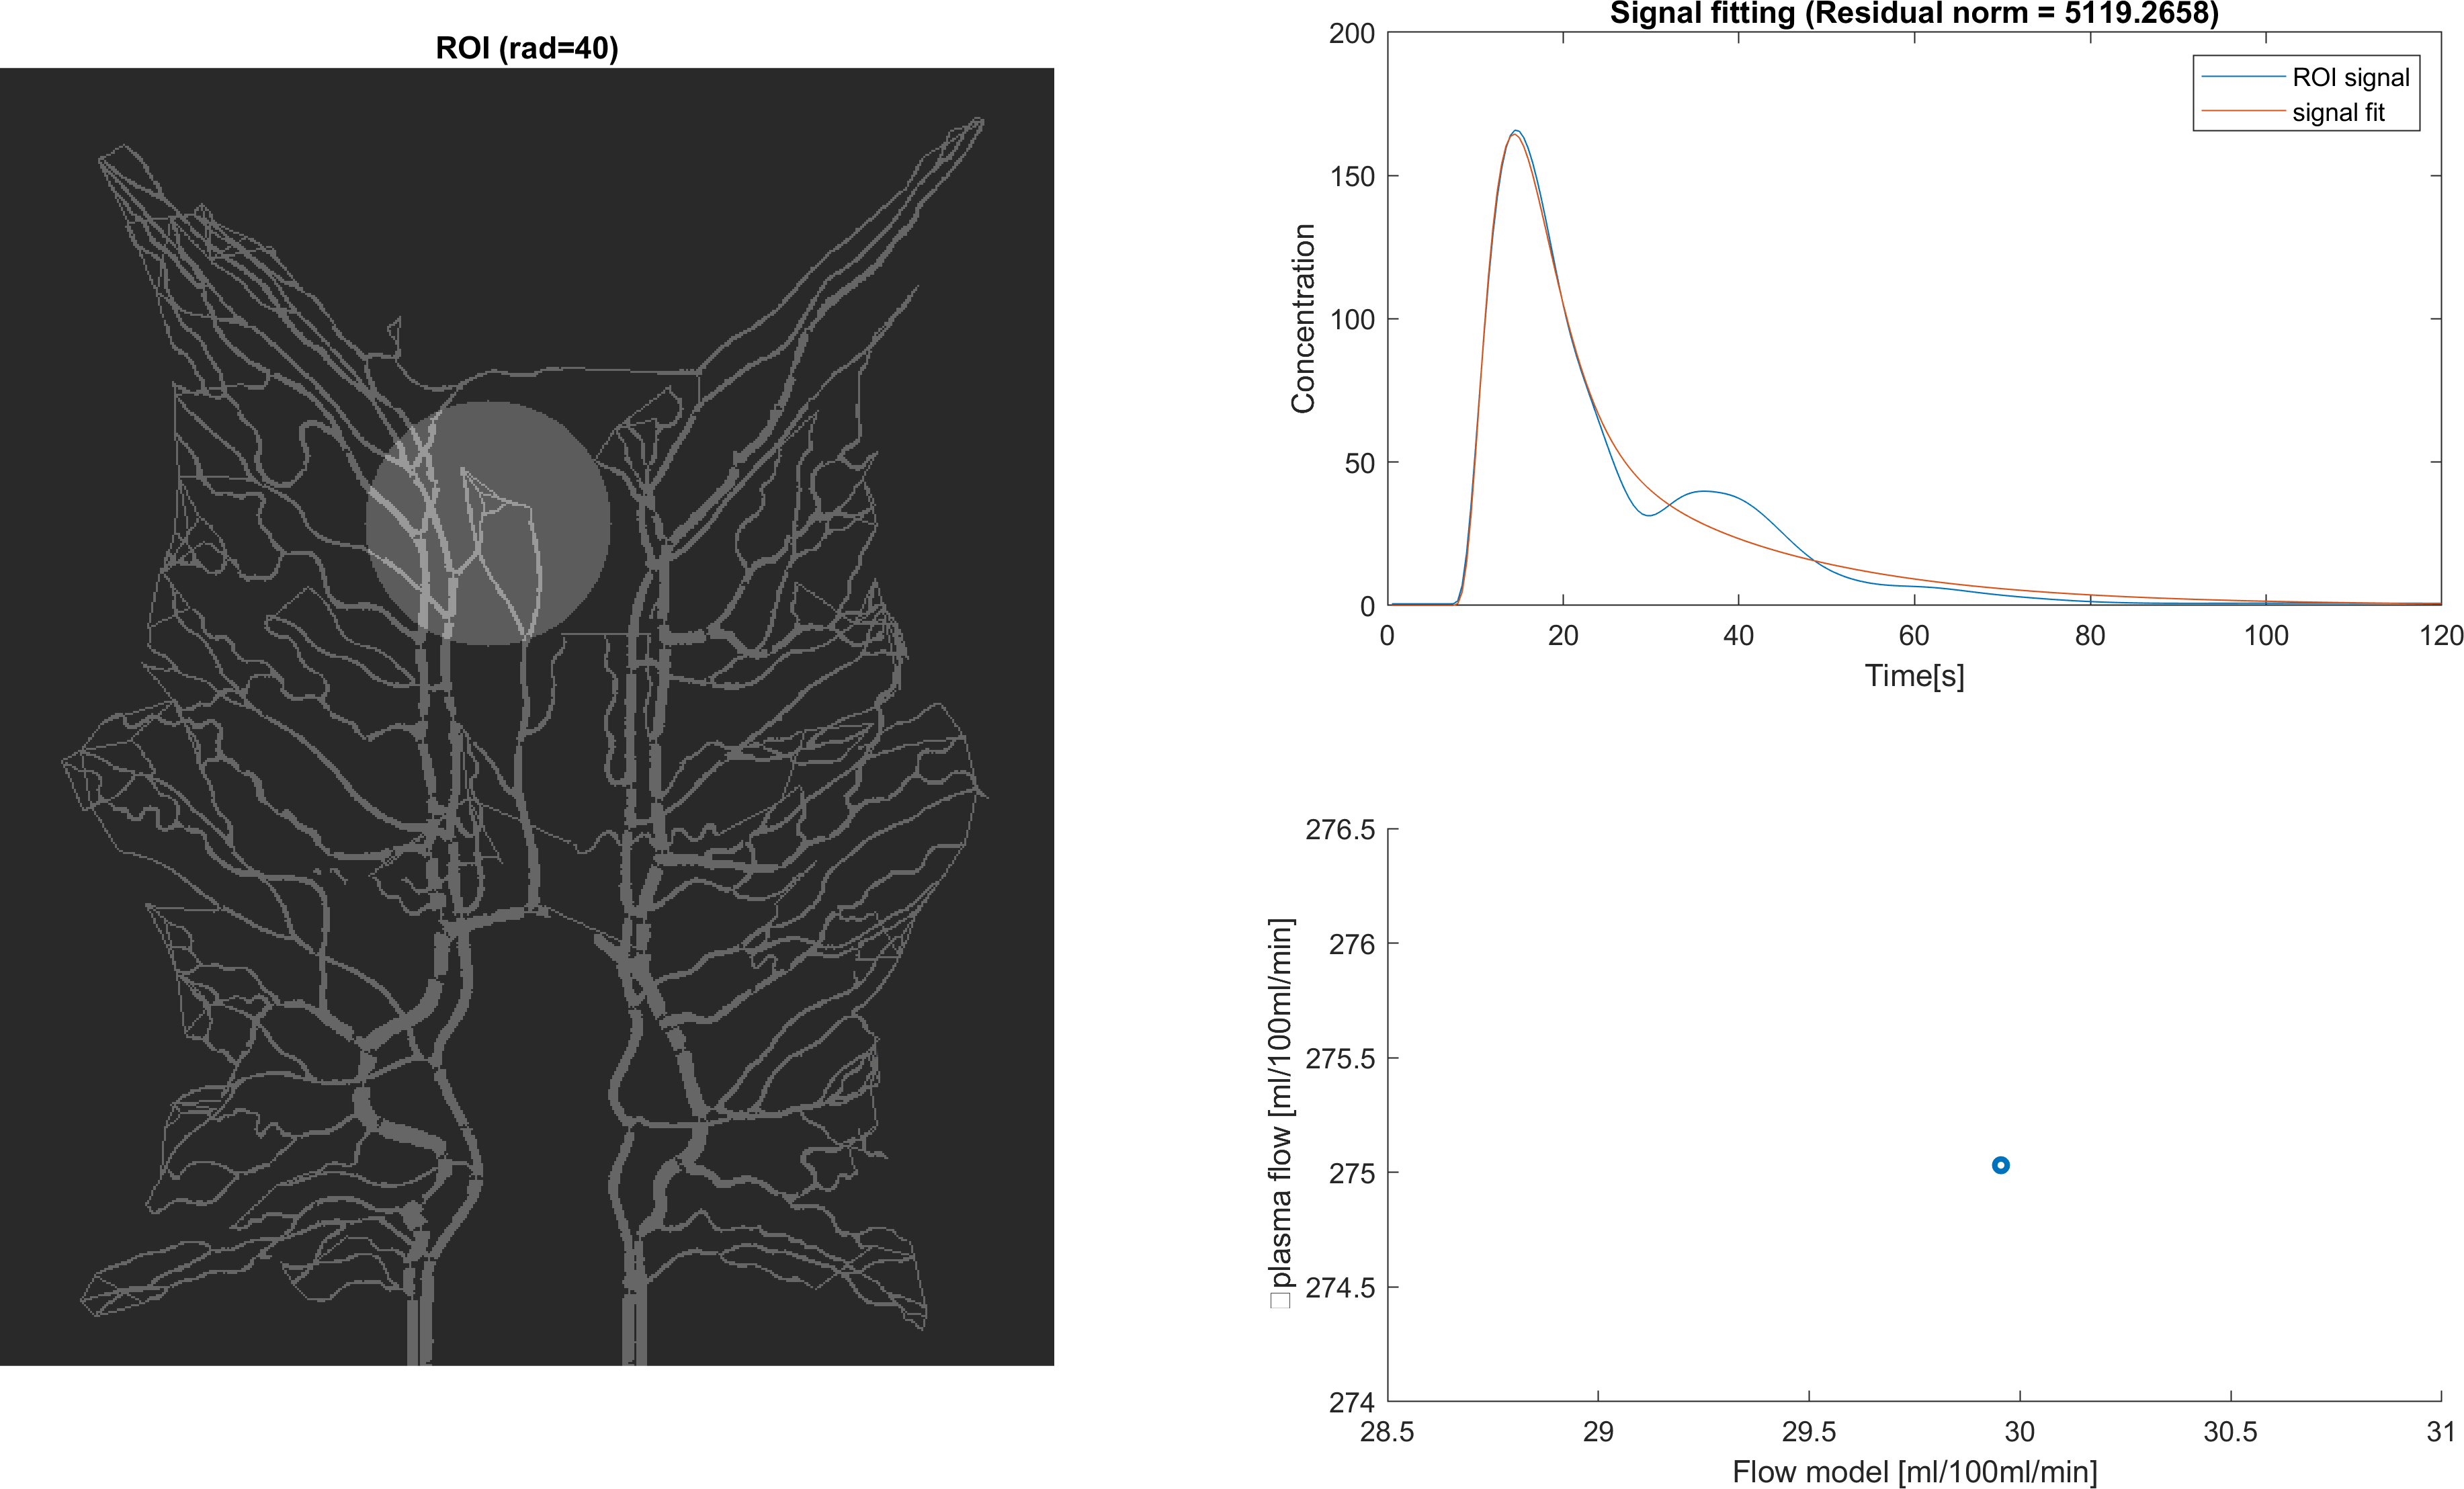 ROI (rad=40)
Signal fitting (Residual norm = 5119.2658)
200
150
100
50
0
Concentration
ROI signal
signal fit
0 20 40 60 80 100 120
Time[s]
276.5
276
275.5
275
274.5
274
plasma flow [ml/100ml/min]
28.5 29 29.5 30 30.5 31
Flow model [ml/100ml/min]